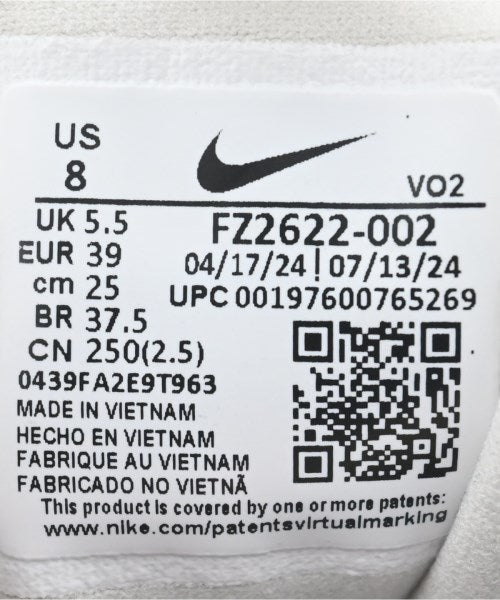 US
8
VO2
UK 5.5
EUR 39
cm 25
BR 37.5
CN 250(2.5)
FZ2622-002
04/17/24 | 07/13/24
UPC 00197600765269
0439FA2E9T963
MADE IN VIETNAM
HECHO EN VIETNAM
FABRIQUE AU VIETNAM
FABRICADO NO VIETNÃ
This product is covered by one or more patents:
www.nike.com/patentsvirtualmarking